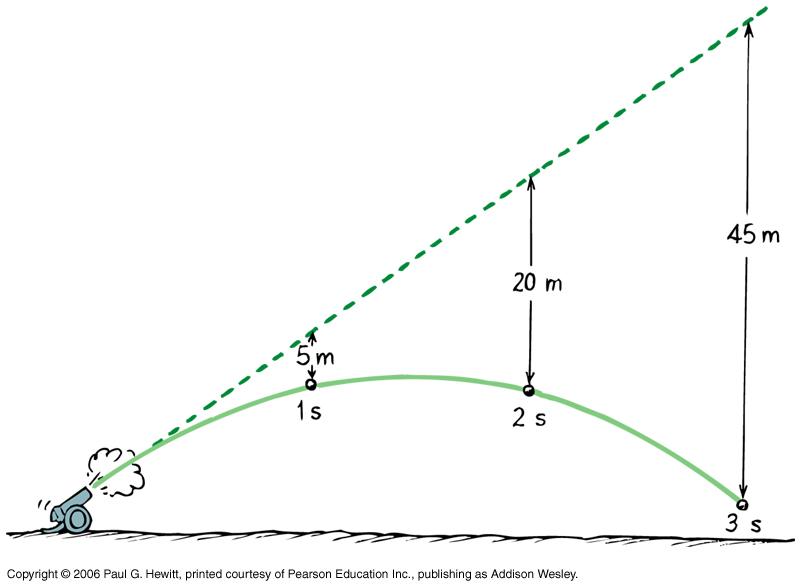 45 m
20 m
5 m
1 s
2 s
3 s
Copyright © 2006 Paul G. Hewitt, printed courtesy of Pearson Education Inc., publishing as Addison Wesley.